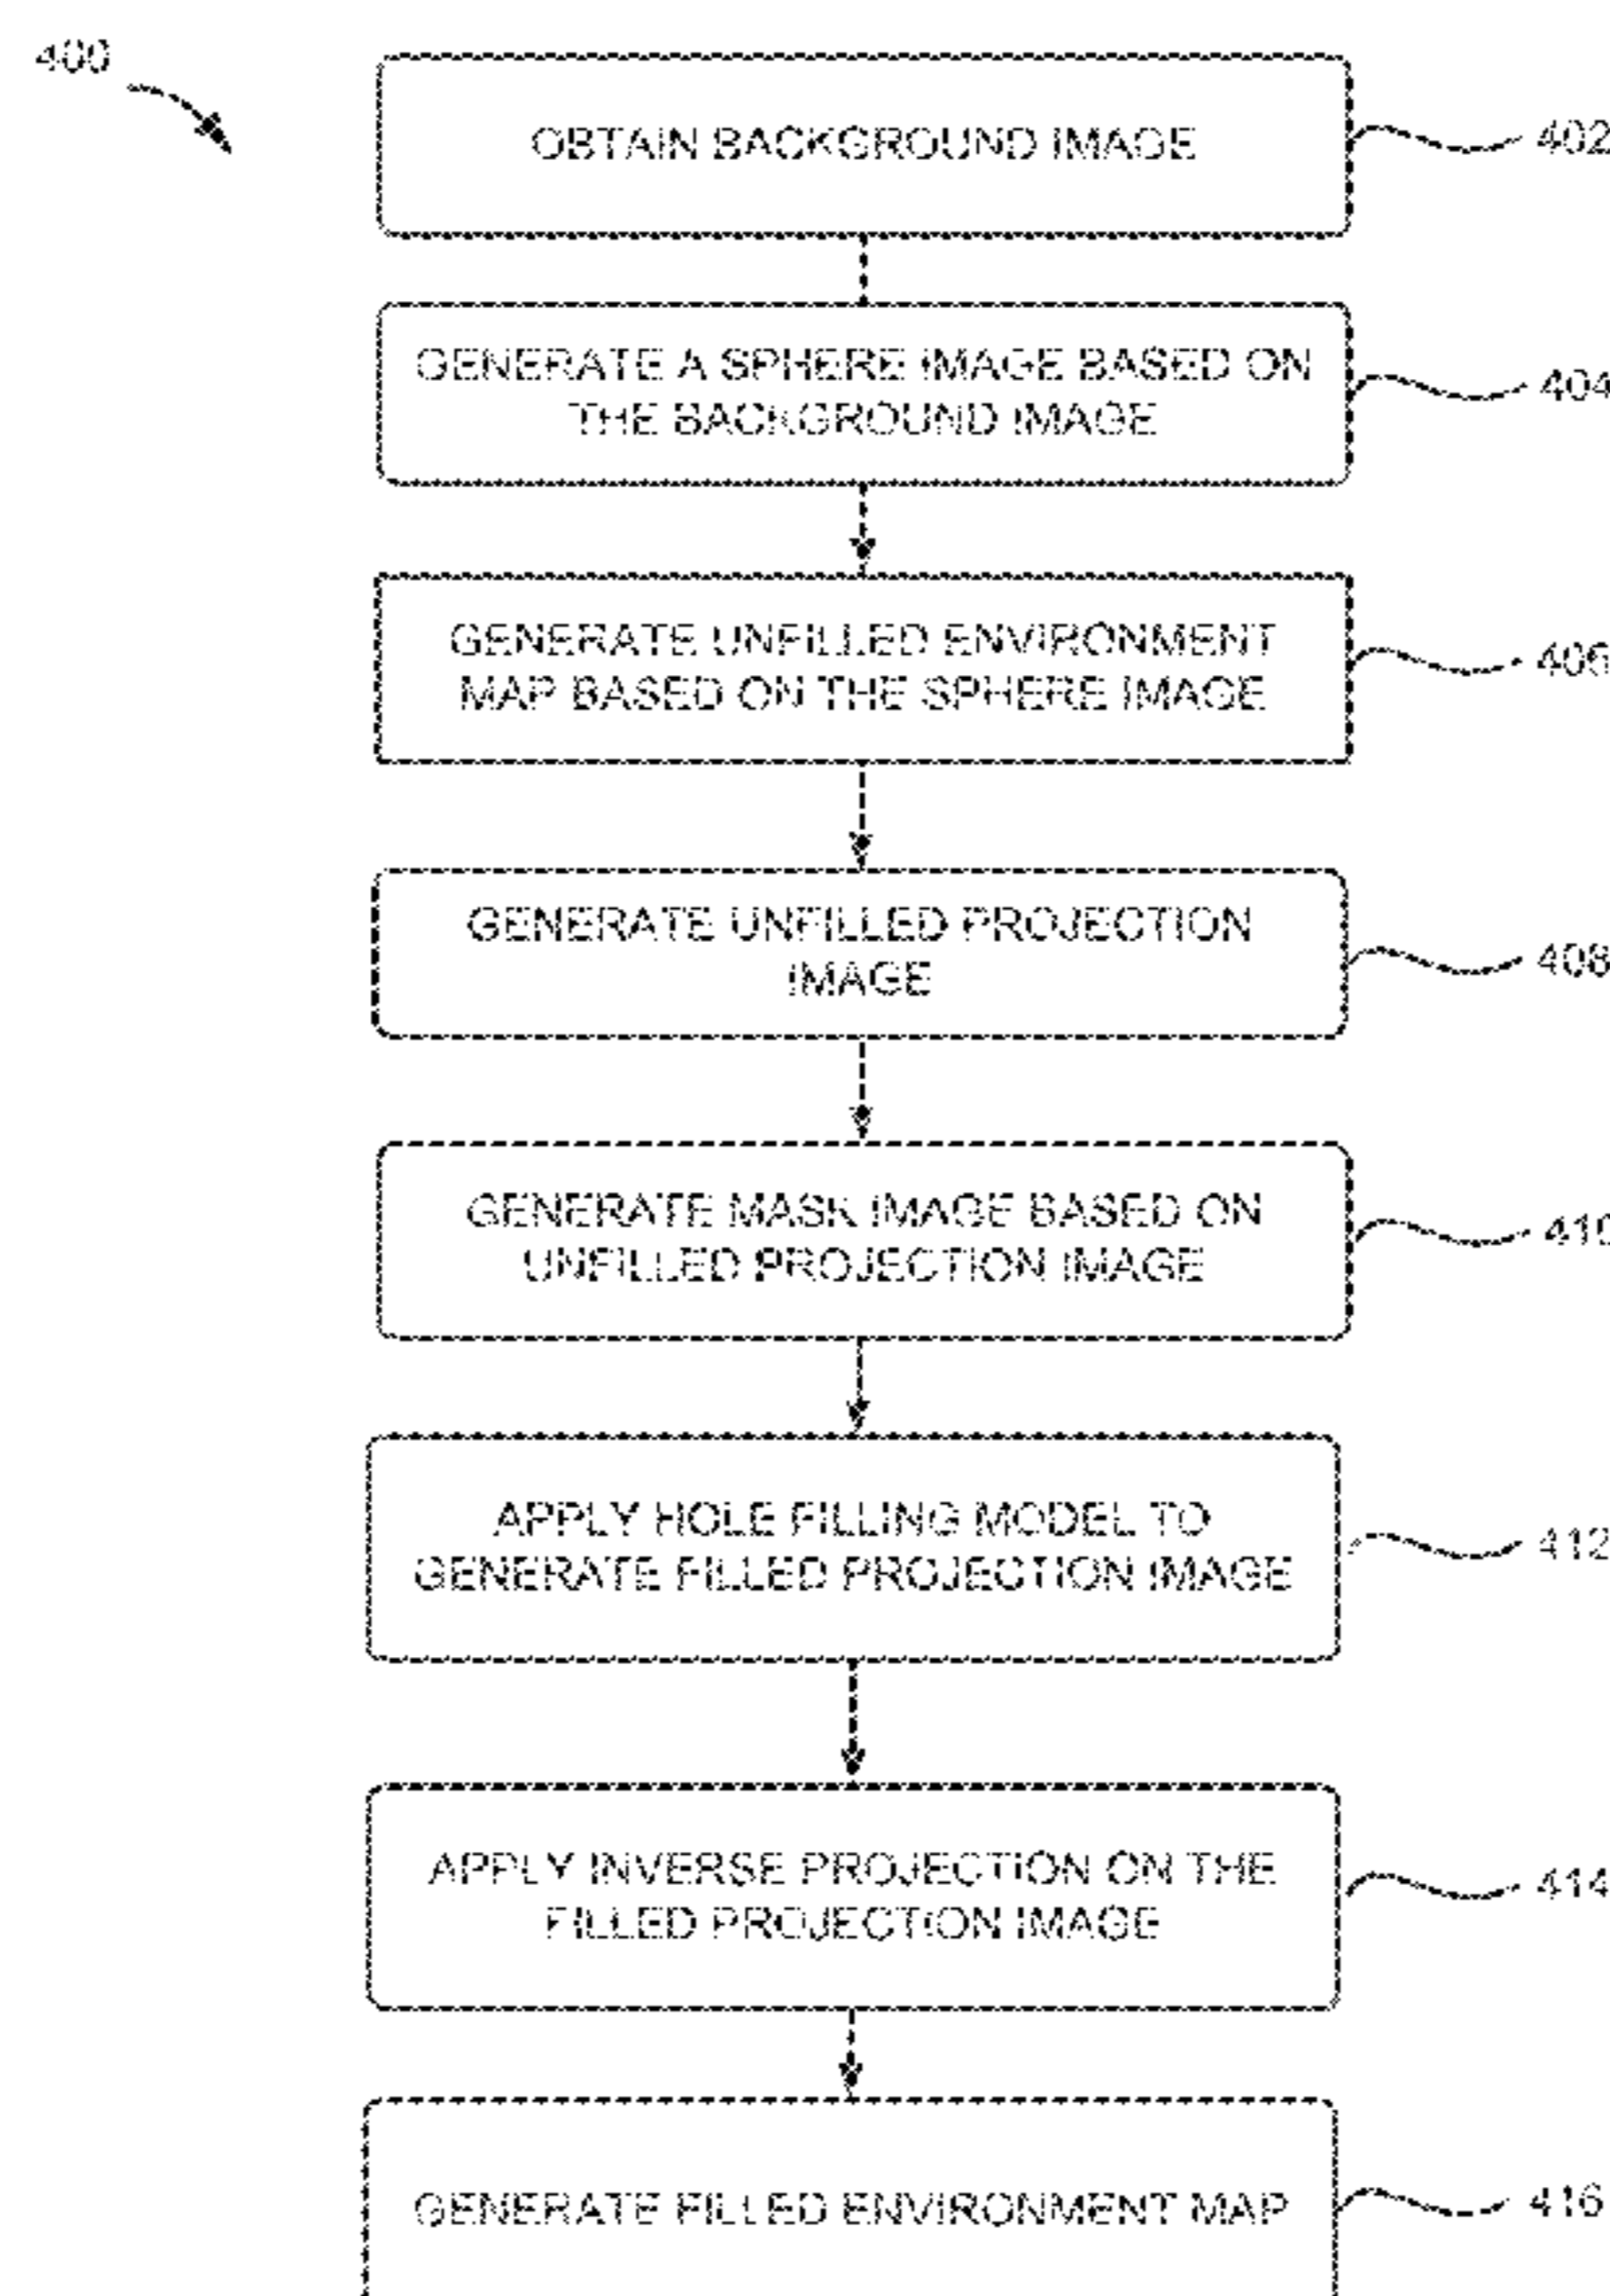 400
OBTAIN BACKGROUND IMAGE
402
GENERATE A SPHERE IMAGE BASED ON
THE BACKGROUND IMAGE
404
GENERATE UNFILLED ENVIRONMENT
MAP BASED ON THE SPHERE IMAGE
406
GENERATE UNFILLED PROJECTION
IMAGE
408
GENERATE MASK IMAGE BASED ON
UNFILLED PROJECTION IMAGE
410
APPLY HOLE FILLING MODEL TO
GENERATE FILLED PROJECTION IMAGE
412
APPLY INVERSE PROJECTION ON THE
FILLED PROJECTION IMAGE
414
GENERATE FILLED ENVIRONMENT MAP
416